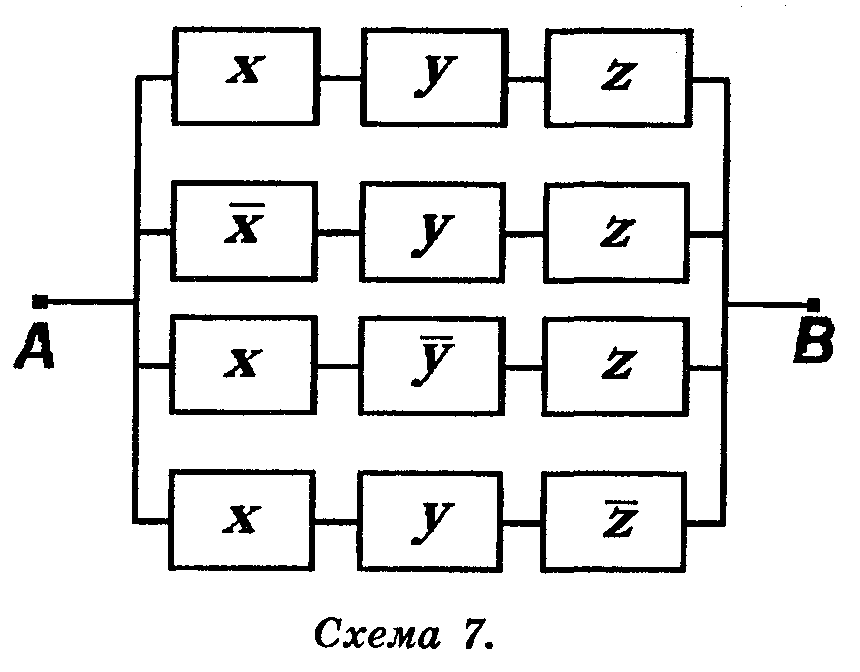 x y z
x̅ y z
A B
x y̅ z
x y z̅
Схема 7.